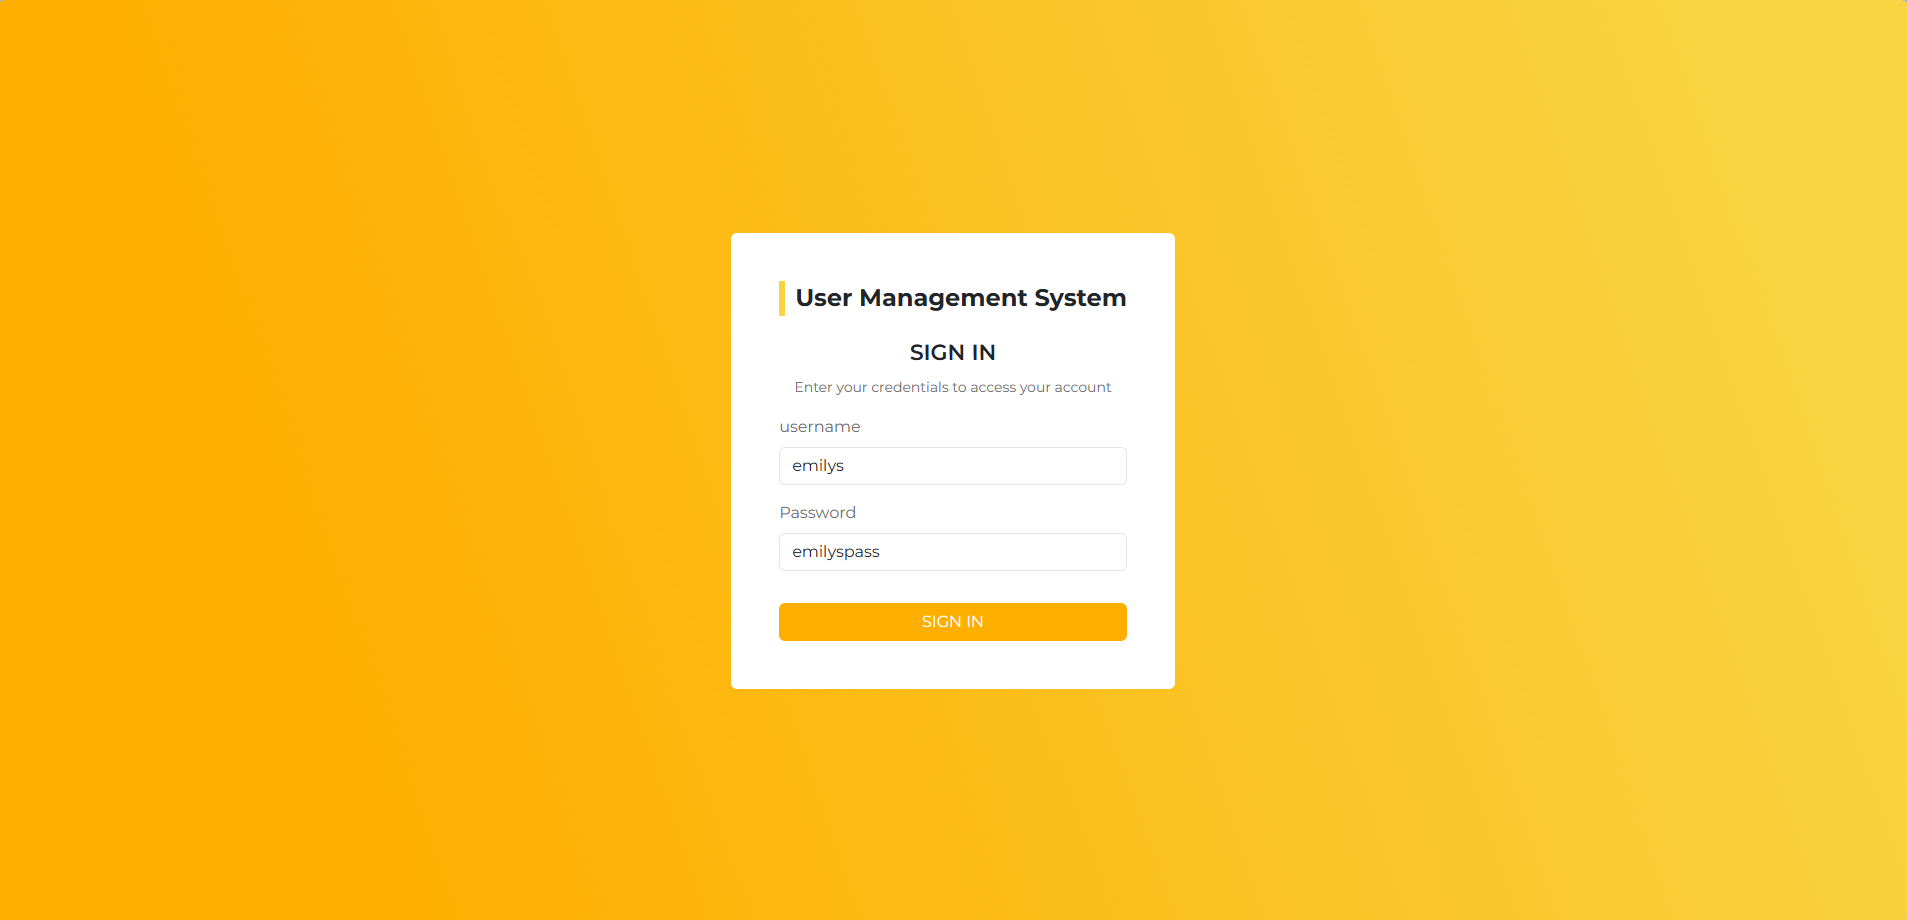 User Management System
SIGN IN
Enter your credentials to access your account
username
emilys
Password
emilyspass
SIGN IN